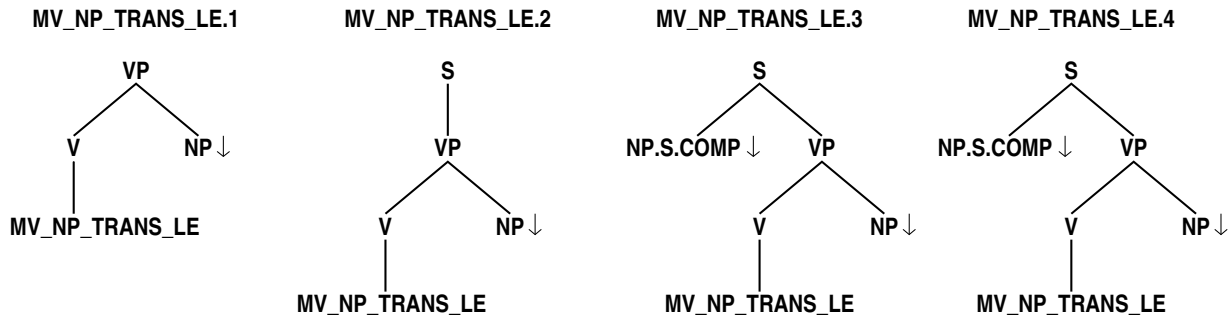 MV_NP_TRANS_LE.1 MV_NP_TRANS_LE.2 MV_NP_TRANS_LE.3 MV_NP_TRANS_LE.4
VP S S S
V NP↓ VP NP.S.COMP ↓ VP NP.S.COMP ↓ VP
MV_NP_TRANS_LE V NP↓ V NP↓ V NP↓
MV_NP_TRANS_LE MV_NP_TRANS_LE MV_NP_TRANS_LE